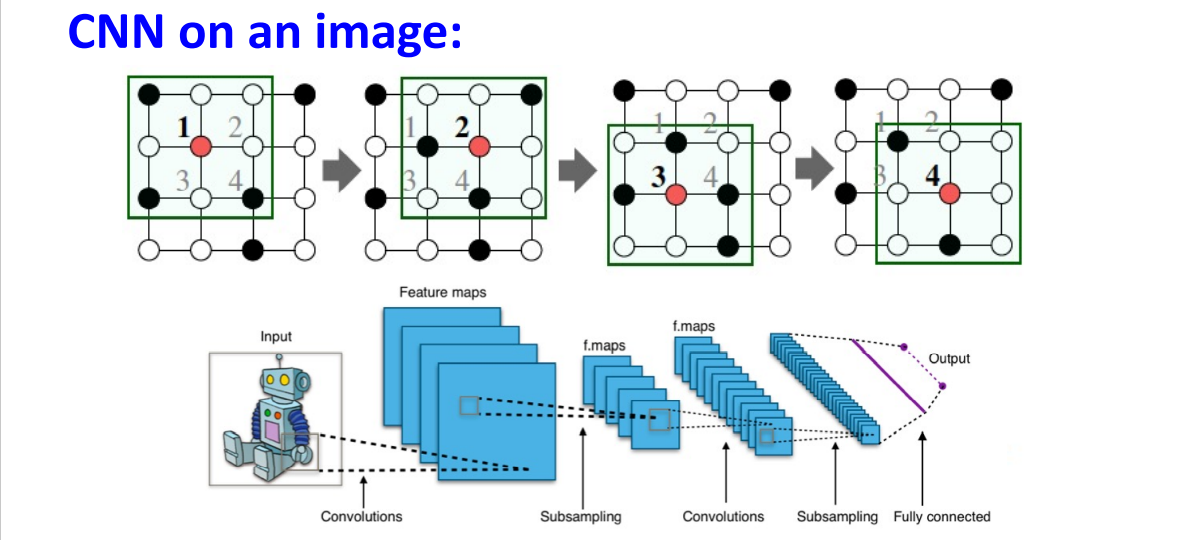 CNN on an image:
1 2
3 4
1 2
3 4
1 2
3 4
1 2
3 4
Feature maps
Input
f.maps
f.maps
Output
Convolutions
Subsampling
Convolutions
Subsampling
Fully connected